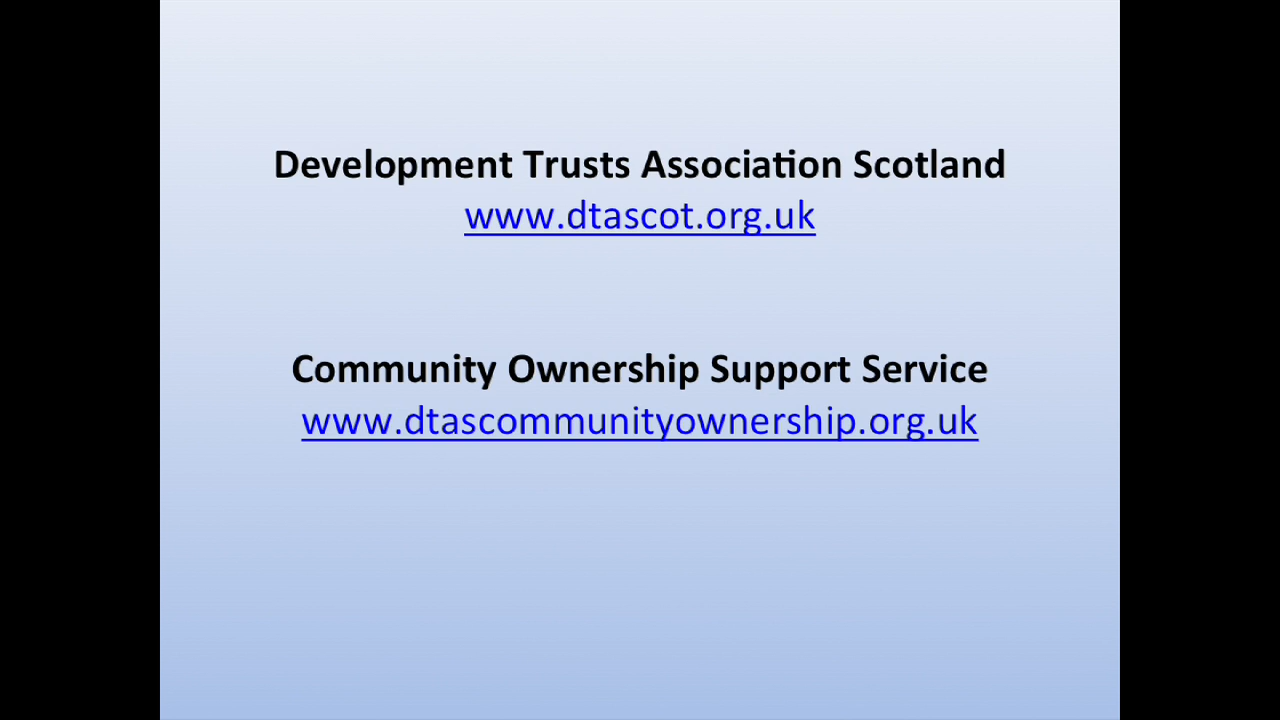 Development Trusts Association Scotland
www.dtascot.org.uk
Community Ownership Support Service
www.dtascommunityownership.org.uk